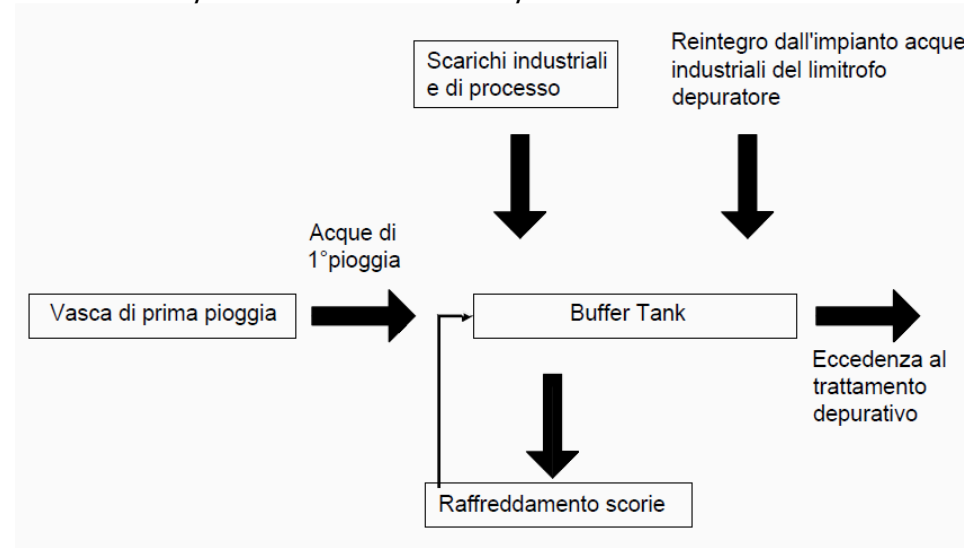 Scarichi industriali
e di processo
Reintegro dall'impianto acque
industriali del limitrofo
depuratore
Acque di
1°pioggia
Vasca di prima pioggia
Buffer Tank
Eccedenza al
trattamento
depurativo
Raffreddamento scorie